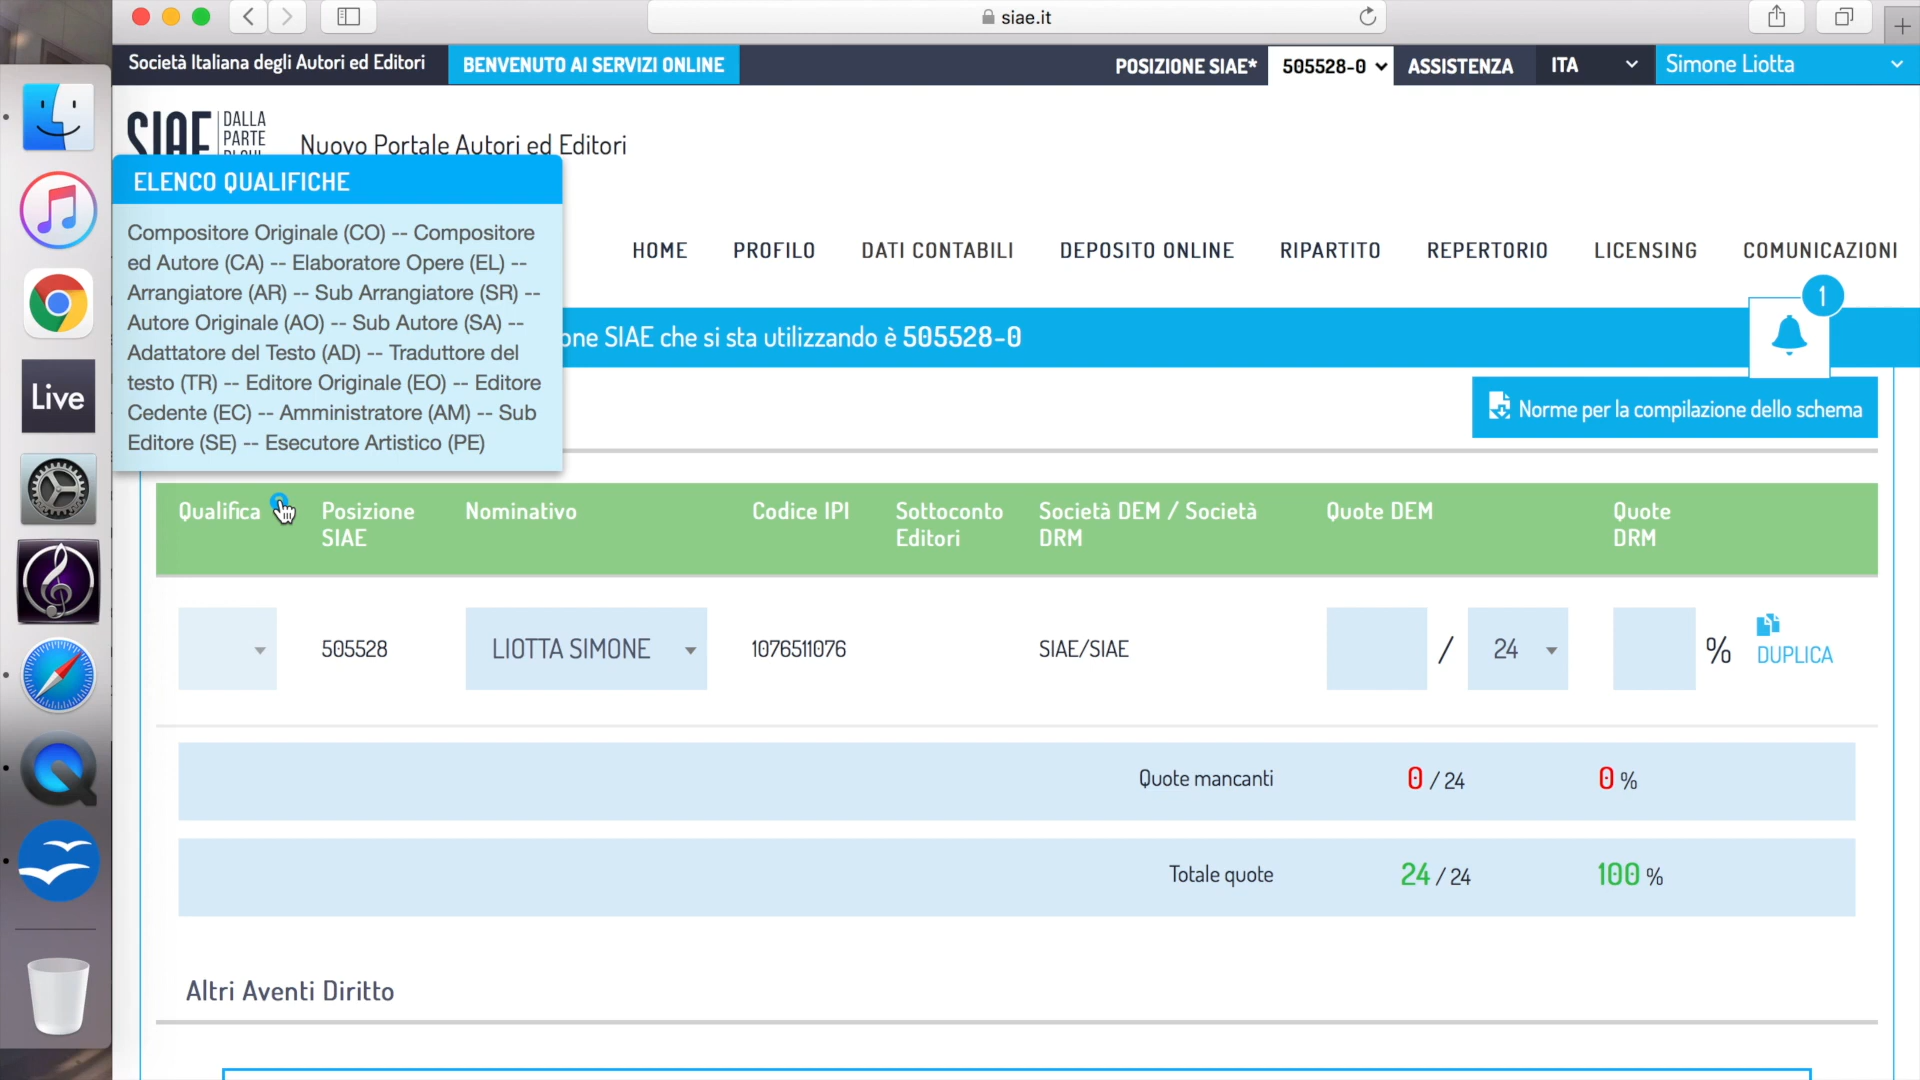 siae.it
Società Italiana degli Autori ed Editori
BENVENUTO AI SERVIZI ONLINE
POSIZIONE SIAE*
505528-0
ASSISTENZA
ITA
Simone Liotta
SIAE
DALLA
PARTE
DI CHI
Nuovo Portale Autori ed Editori
ELENCO QUALIFICHE
Compositore Originale (CO) -- Compositore
ed Autore (CA) -- Elaboratore Opere (EL) --
Arrangiatore (AR) -- Sub Arrangiatore (SR) --
Autore Originale (AO) -- Sub Autore (SA) --
Adattatore del Testo (AD) -- Traduttore del
testo (TR) -- Editore Originale (EO) -- Editore
Cedente (EC) -- Amministratore (AM) -- Sub
Editore (SE) -- Esecutore Artistico (PE)
HOME
PROFILO
DATI CONTABILI
DEPOSITO ONLINE
RIPARTITO
REPERTORIO
LICENSING
COMUNICAZIONI
1
one SIAE che si sta utilizzando è 505528-0
Norme per la compilazione dello schema
Live
Qualifica
Posizione
SIAE
Nominativo
Codice IPI
Sottoconto
Editori
Società DEM / Società
DRM
Quote DEM
Quote
DRM
505528
LIOTTA SIMONE
1076511076
SIAE/SIAE
/
24
%
DUPLICA
Quote mancanti
0 / 24
0 %
Totale quote
24 / 24
100 %
Altri Aventi Diritto